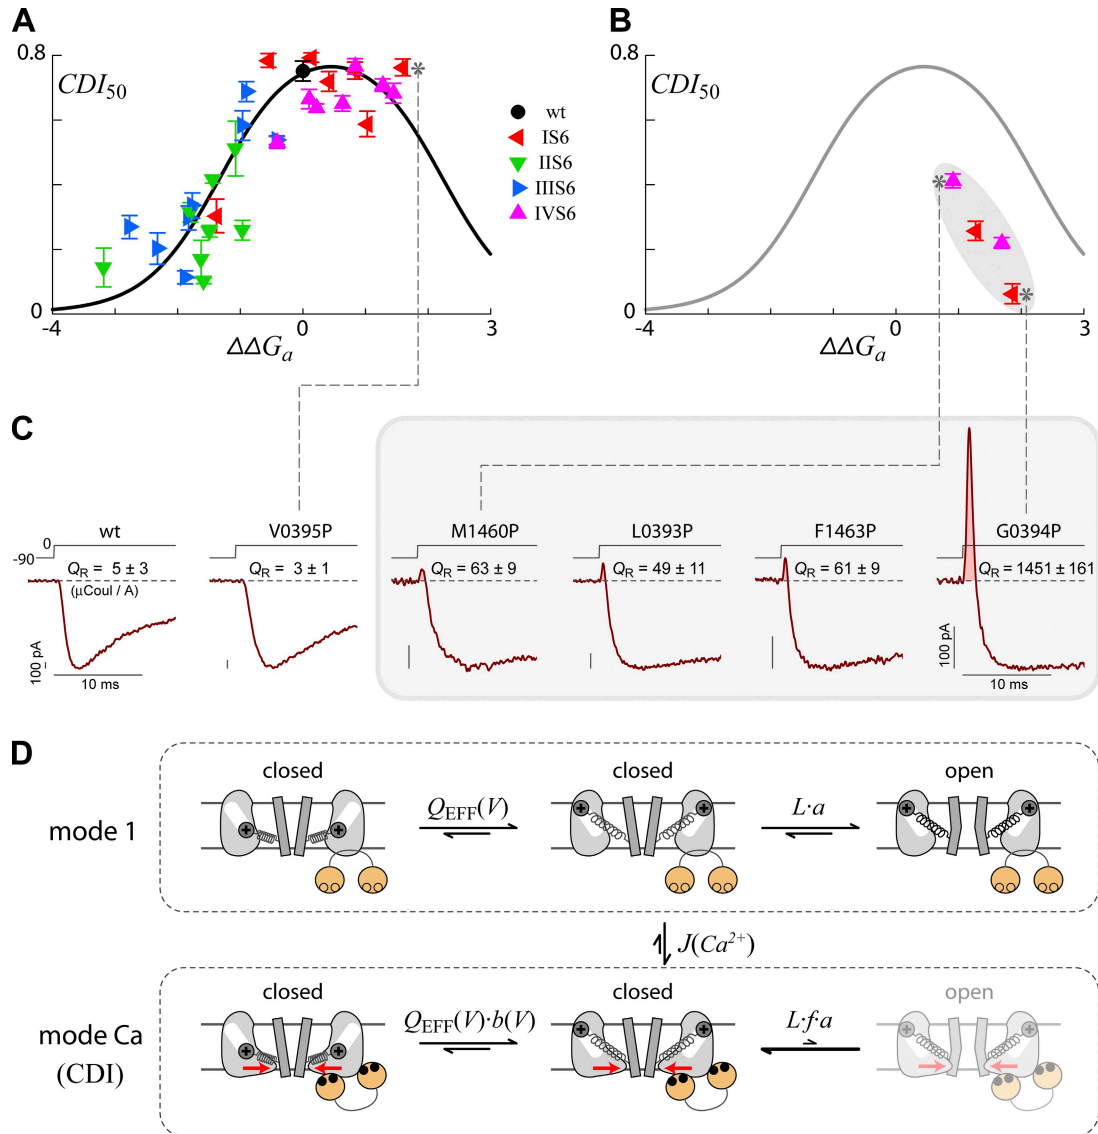 A
B
0.8
CDI50
0
-4
0
3
ΔΔGa
wt
IS6
IIS6
IIIS6
IVS6
0.8
CDI50
0
-4
0
3
ΔΔGa
*
*
*
C
wt
V0395P
M1460P
L0393P
F1463P
G0394P
0
-90
QR = 5 ± 3
(μCoul / A)
QR = 3 ± 1
QR = 63 ± 9
QR = 49 ± 11
QR = 61 ± 9
QR = 1451 ± 161
100 pA
10 ms
100 pA
10 ms
D
mode 1
closed
QEFF(V)
closed
L·a
open
J(Ca2+)
mode Ca
(CDI)
closed
QEFF(V)·b(V)
closed
L·f·a
open